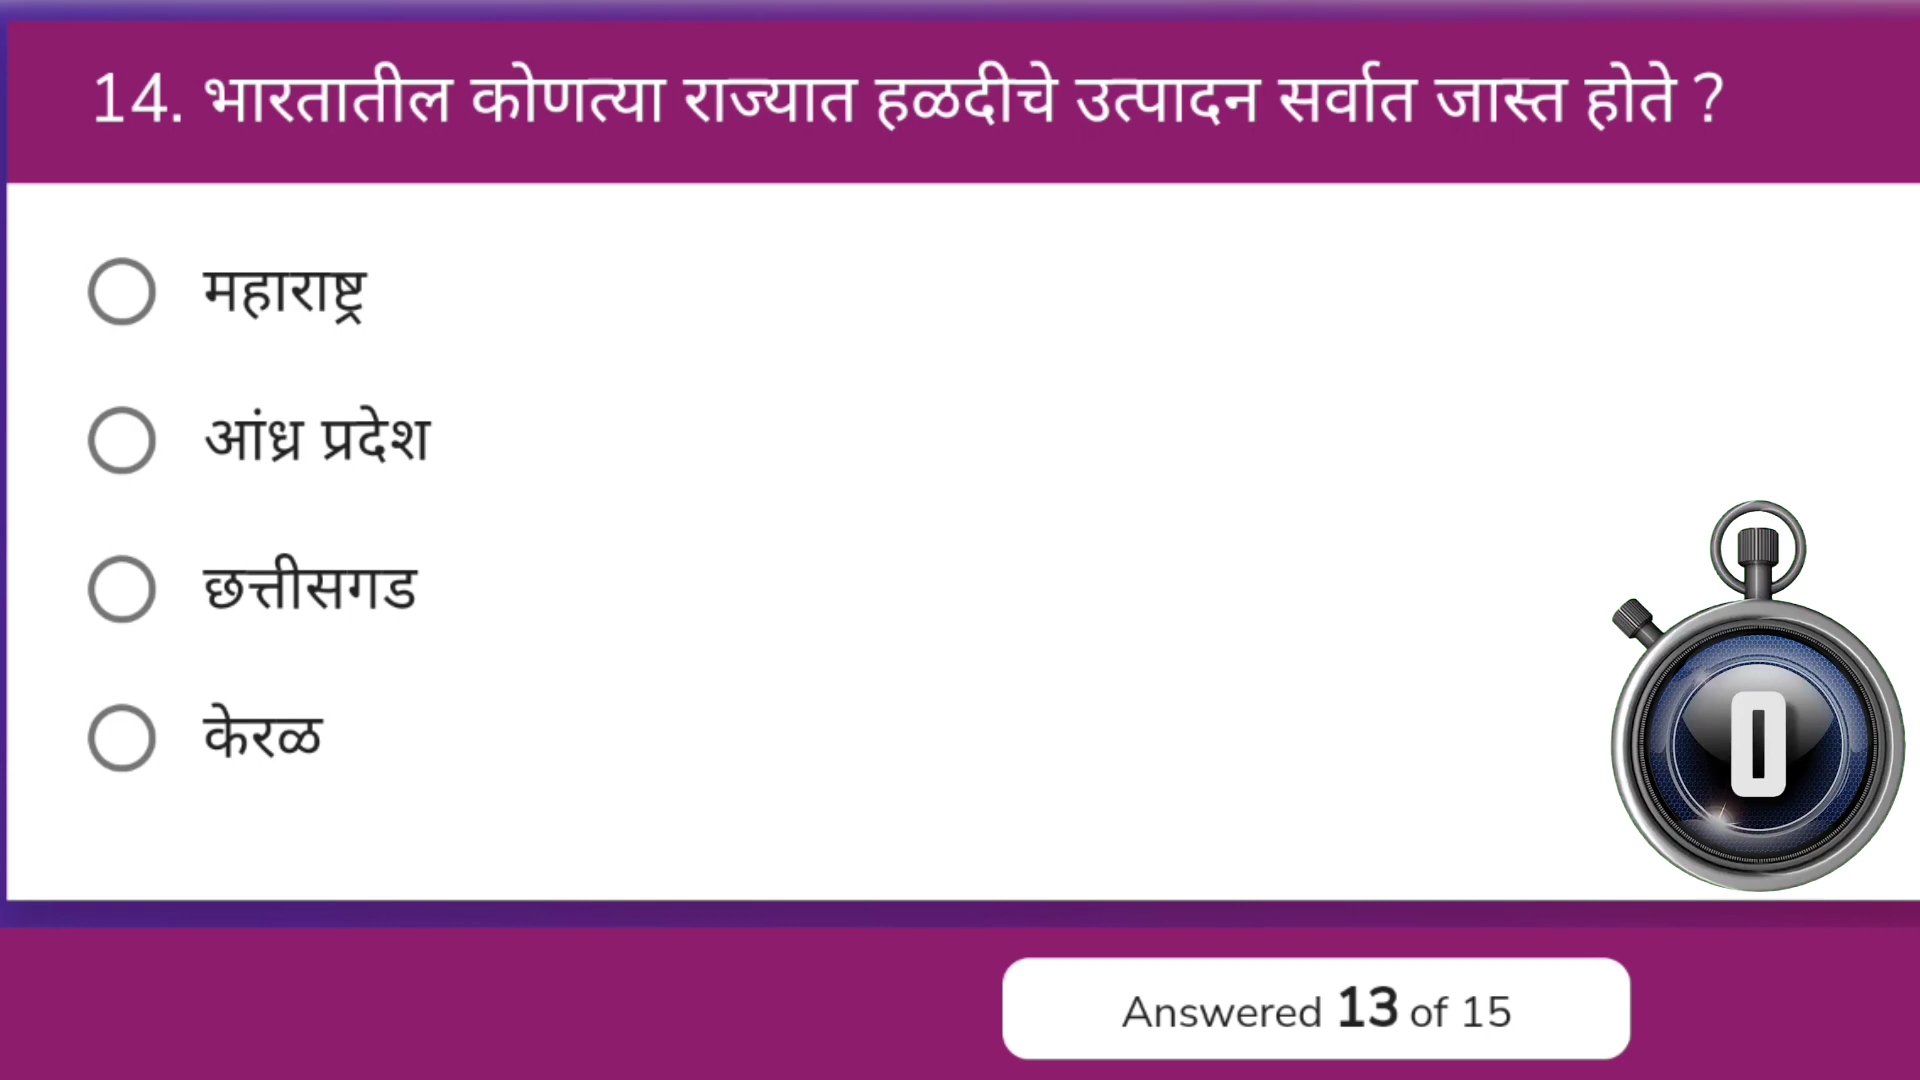 14. भारतातील कोणत्या राज्यात हळदीचे उत्पादन सर्वात जास्त होते ?
महाराष्ट्र
आंध्र प्रदेश
छत्तीसगड
केरळ
0
Answered 13 of 15